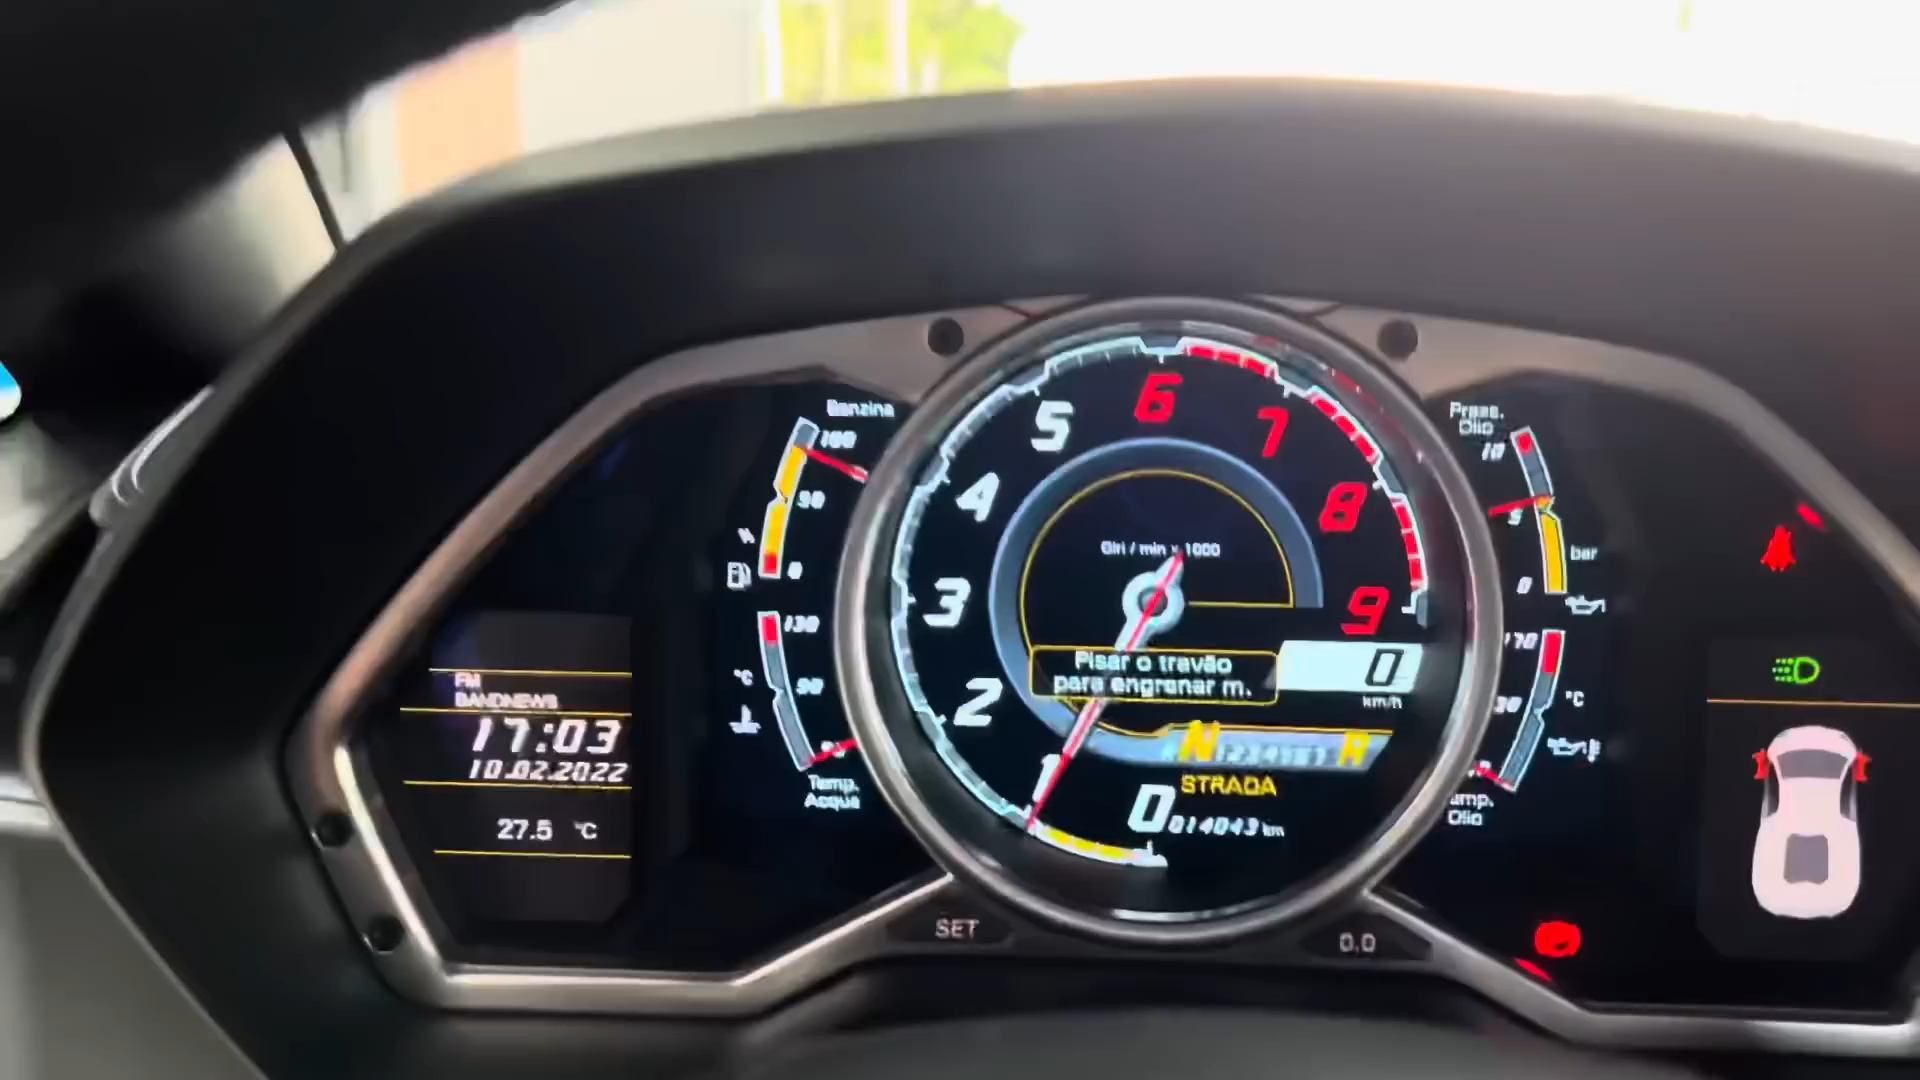 FM
BANDNEWS
17:03
10.02.2022
27.5 °C
Benzina
100
50
%
0
130
°C
90
Temp.
Acqua
6
5
7
4
8
3
9
2
1
0
Giri / min x 1000
Pisar o travão
para engrenar m.
0
km/h
N 1234567 A
STRADA
014043 km
Press.
Olio
10
5
bar
0
170
°C
Olio
SET
0,0